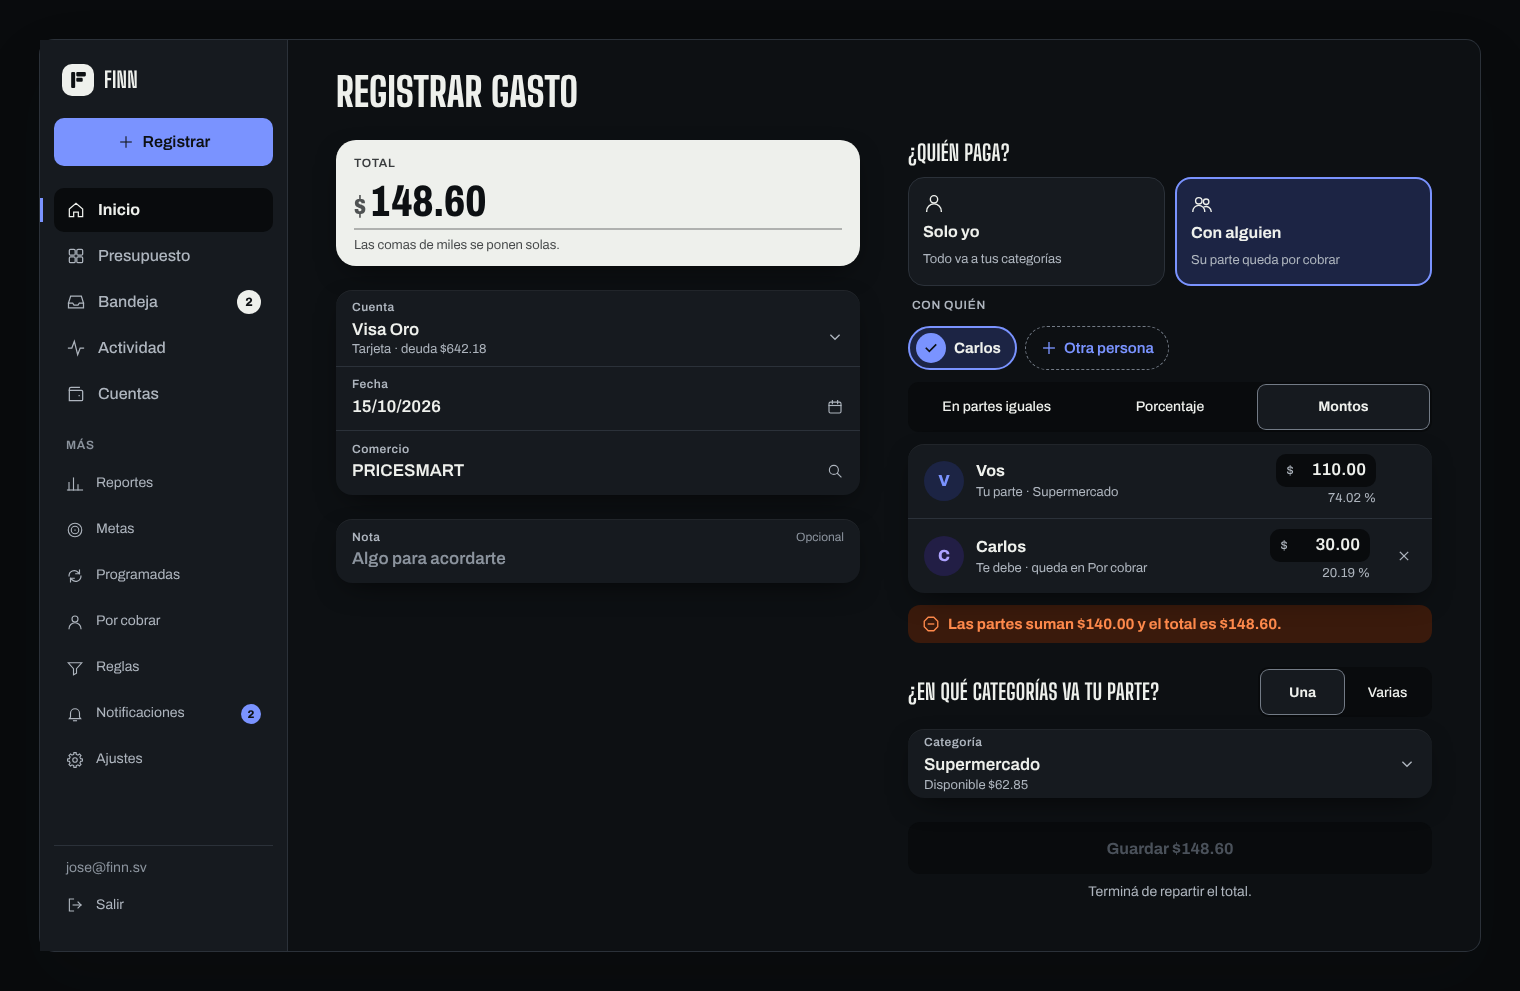 FINN
Registrar
Inicio
Presupuesto
Bandeja 2
Actividad
Cuentas
MÁS
Reportes
Metas
Programadas
Por cobrar
Reglas
Notificaciones 2
Ajustes
jose@finn.sv
Salir
REGISTRAR GASTO
TOTAL
$ 148.60
Las comas de miles se ponen solas.
Cuenta
Visa Oro
Tarjeta · deuda $642.18
Fecha
15/10/2026
Comercio
PRICESMART
Nota Opcional
Algo para acordarte
¿QUIÉN PAGA?
Solo yo
Todo va a tus categorías
Con alguien
Su parte queda por cobrar
CON QUIÉN
Carlos
Otra persona
En partes iguales Porcentaje Montos
V
Vos
Tu parte · Supermercado
$ 110.00
74.02 %
C
Carlos
Te debe · queda en Por cobrar
$ 30.00
20.19 %
Las partes suman $140.00 y el total es $148.60.
¿EN QUÉ CATEGORÍAS VA TU PARTE?
Una Varias
Categoría
Supermercado
Disponible $62.85
Guardar $148.60
Terminá de repartir el total.